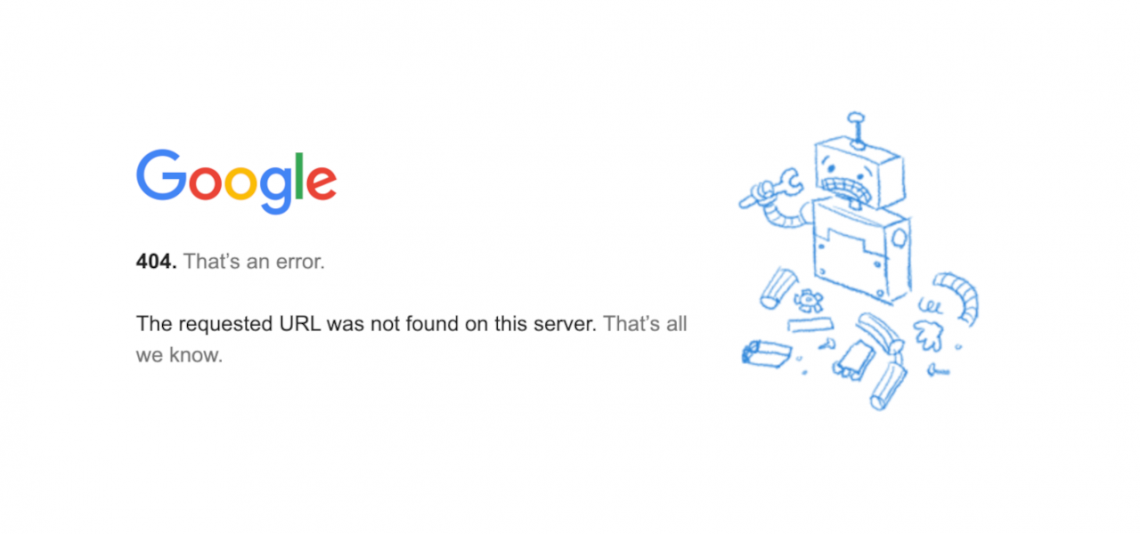 Google
404. That's an error.
The requested URL was not found on this server. That's all
we know.